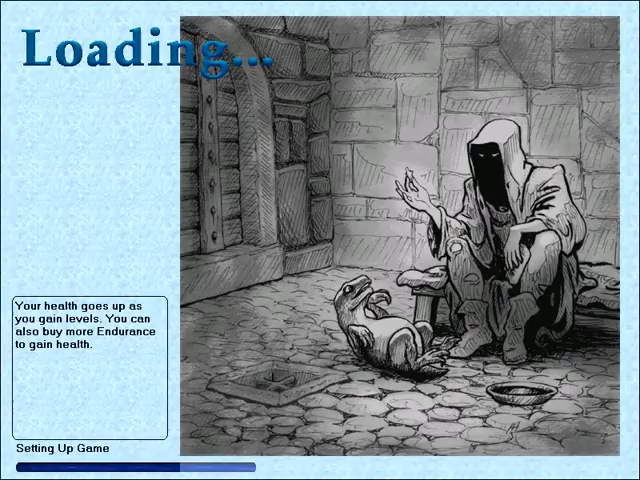 Loading...
Your health goes up as
you gain levels. You can
also buy more Endurance
to gain health.
Setting Up Game